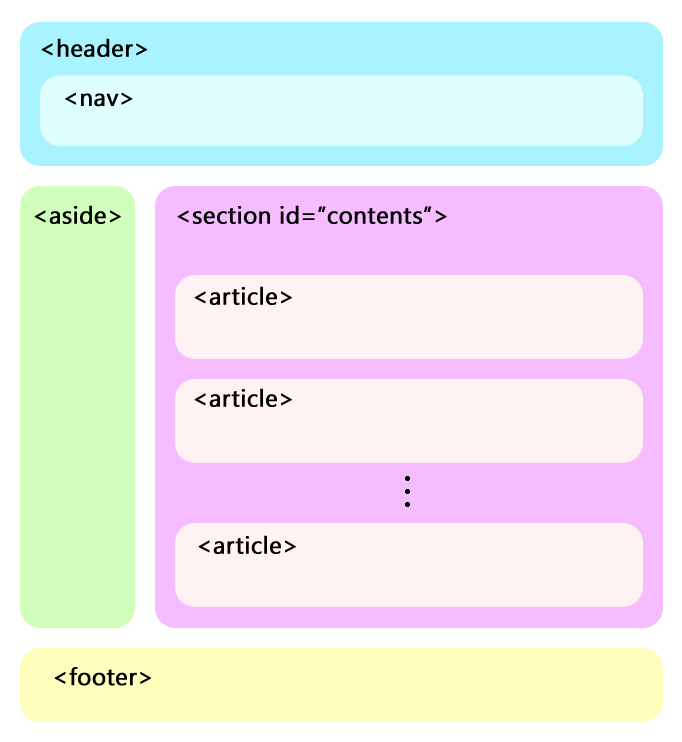 <header>
<nav>
<aside>
<section id="contents">
<article>
<article>
<article>
<footer>